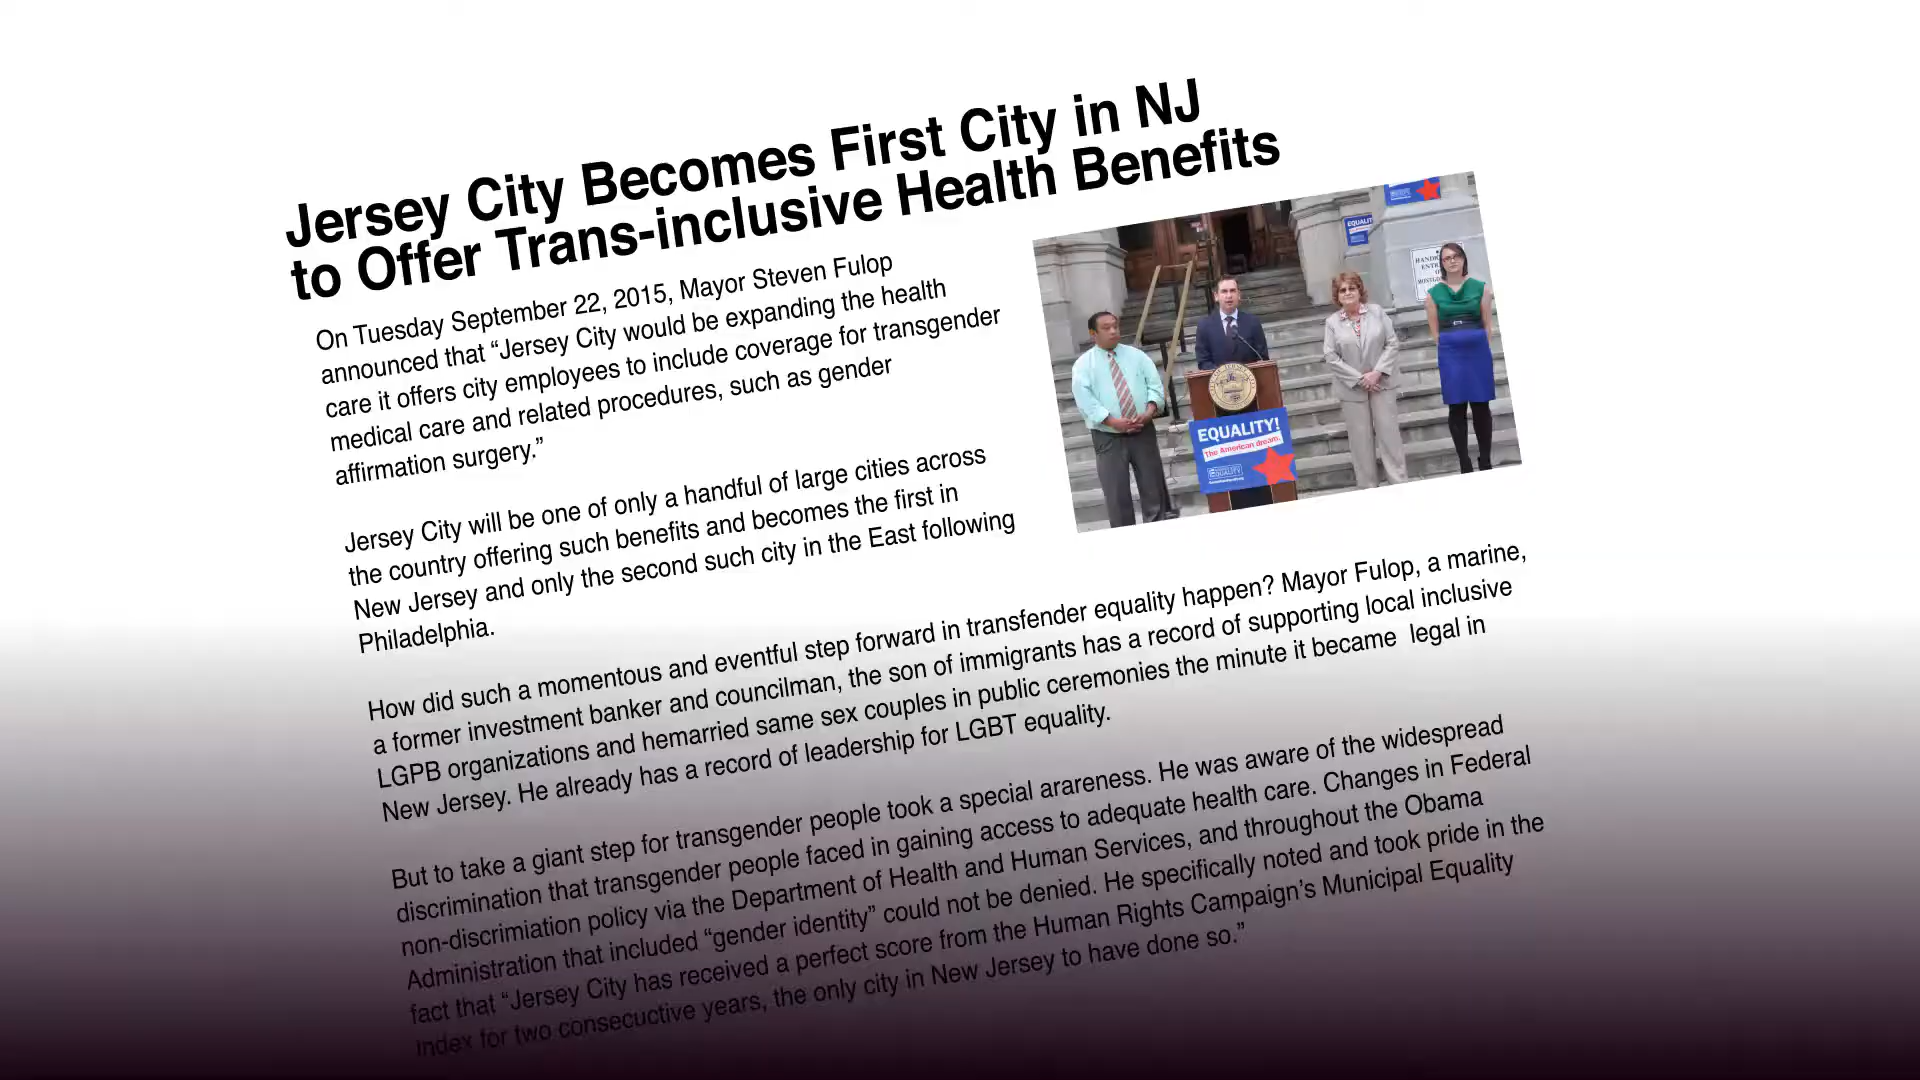 Jersey City Becomes First City in NJ
to Offer Trans-inclusive Health Benefits
On Tuesday September 22, 2015, Mayor Steven Fulop
announced that “Jersey City would be expanding the health
care it offers city employees to include coverage for transgender
medical care and related procedures, such as gender
affirmation surgery.”
Jersey City will be one of only a handful of large cities across
the country offering such benefits and becomes the first in
New Jersey and only the second such city in the East following
Philadelphia.
EQUALITY!
The American dream.
EQUALITY
How did such a momentous and eventful step forward in transfender equality happen? Mayor Fulop, a marine,
a former investment banker and councilman, the son of immigrants has a record of supporting local inclusive
LGPB organizations and hemarried same sex couples in public ceremonies the minute it became  legal in
New Jersey. He already has a record of leadership for LGBT equality.
But to take a giant step for transgender people took a special arareness. He was aware of the widespread
discrimination that transgender people faced in gaining access to adequate health care. Changes in Federal
non-discrimiation policy via the Department of Health and Human Services, and throughout the Obama
Administration that included “gender identity” could not be denied. He specifically noted and took pride in the
fact that “Jersey City has received a perfect score from the Human Rights Campaign’s Municipal Equality
Index for two consecuctive years, the only city in New Jersey to have done so.”